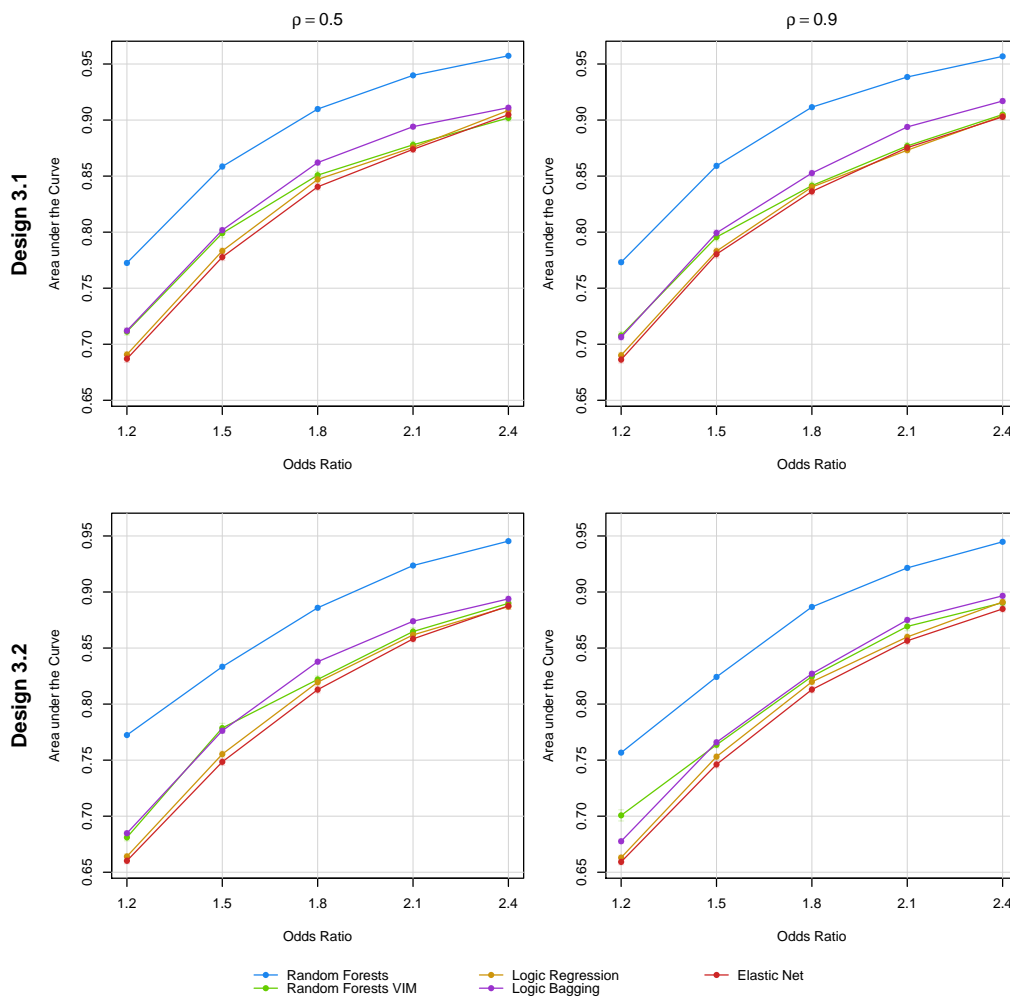 ρ = 0.5
ρ = 0.9
Design 3.1
Area under the Curve
0.95
0.90
0.85
0.80
0.75
0.70
0.65
1.2 1.5 1.8 2.1 2.4
Odds Ratio
Area under the Curve
0.95
0.90
0.85
0.80
0.75
0.70
0.65
1.2 1.5 1.8 2.1 2.4
Odds Ratio
Design 3.2
Area under the Curve
0.95
0.90
0.85
0.80
0.75
0.70
0.65
1.2 1.5 1.8 2.1 2.4
Odds Ratio
Area under the Curve
0.95
0.90
0.85
0.80
0.75
0.70
0.65
1.2 1.5 1.8 2.1 2.4
Odds Ratio
Random Forests
Random Forests VIM
Logic Regression
Logic Bagging
Elastic Net